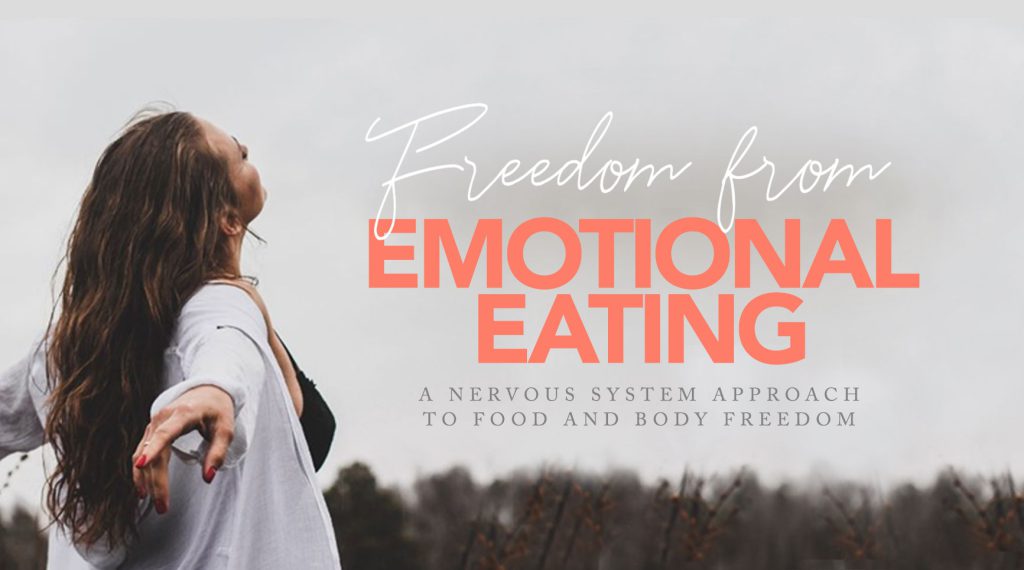 Freedom from
EMOTIONAL
EATING
A NERVOUS SYSTEM APPROACH
TO FOOD AND BODY FREEDOM